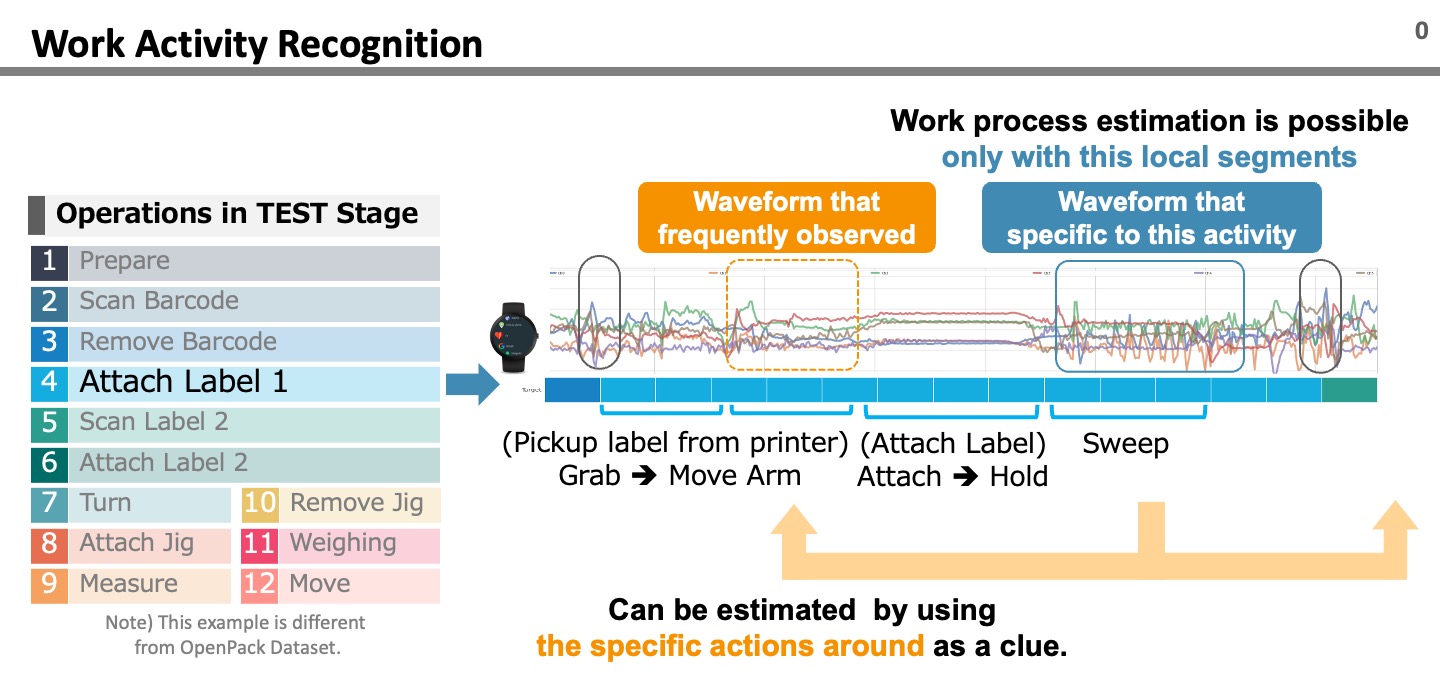 Work Activity Recognition
0
Work process estimation is possible
only with this local segments
Operations in TEST Stage
1 Prepare
2 Scan Barcode
3 Remove Barcode
4 Attach Label 1
5 Scan Label 2
6 Attach Label 2
7 Turn
10 Remove Jig
8 Attach Jig
11 Weighing
9 Measure
12 Move
Note) This example is different
from OpenPack Dataset.
Waveform that
frequently observed
Waveform that
specific to this activity
Target
(Pickup label from printer)
Grab ➔ Move Arm
(Attach Label)
Attach ➔ Hold
Sweep
Can be estimated by using
the specific actions around as a clue.